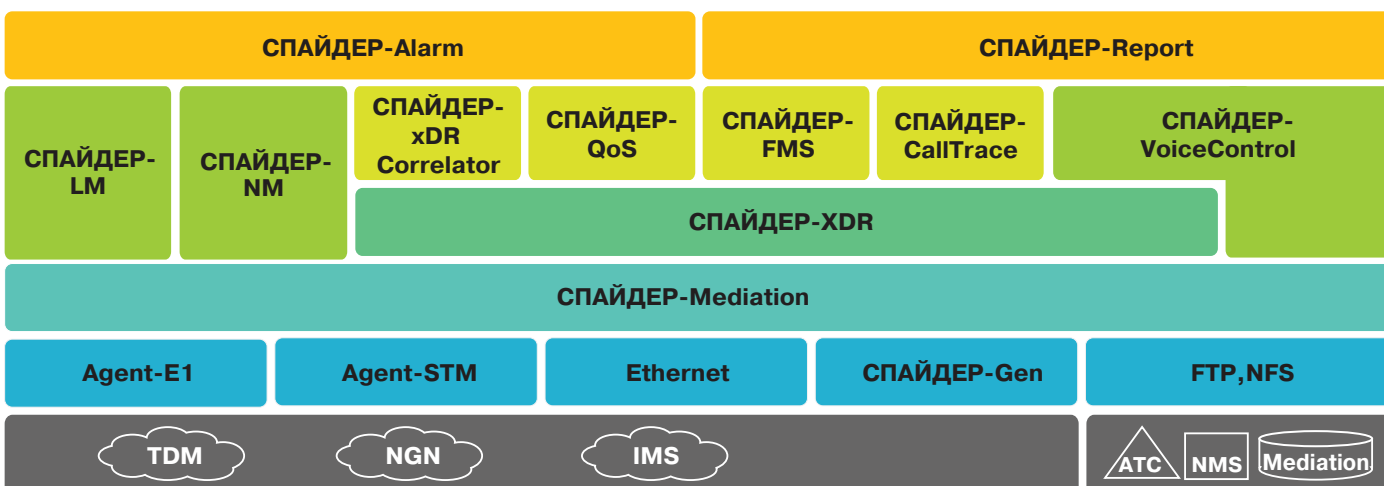 СПАЙДЕР-Alarm
СПАЙДЕР-Report
СПАЙДЕР-
LM
СПАЙДЕР-
NM
СПАЙДЕР-
xDR
Correlator
СПАЙДЕР-
QoS
СПАЙДЕР-
FMS
СПАЙДЕР-
CallTrace
СПАЙДЕР-
VoiceControl
СПАЙДЕР-XDR
СПАЙДЕР-Mediation
Agent-E1
Agent-STM
Ethernet
СПАЙДЕР-Gen
FTP,NFS
TDM
NGN
IMS
АТС
NMS
Mediation